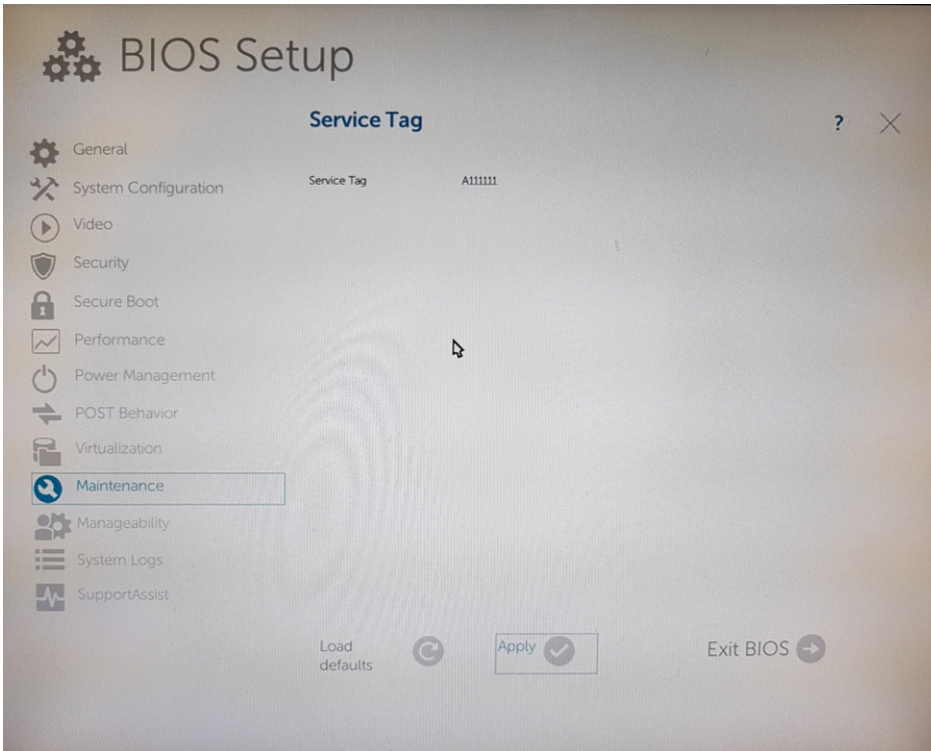 BIOS Setup
Service Tag
?
Service Tag A111111
General
System Configuration
Video
Security
Secure Boot
Performance
Power Management
POST Behavior
Virtualization
Maintenance
Manageability
System Logs
SupportAssist
Load
defaults
Apply
Exit BIOS